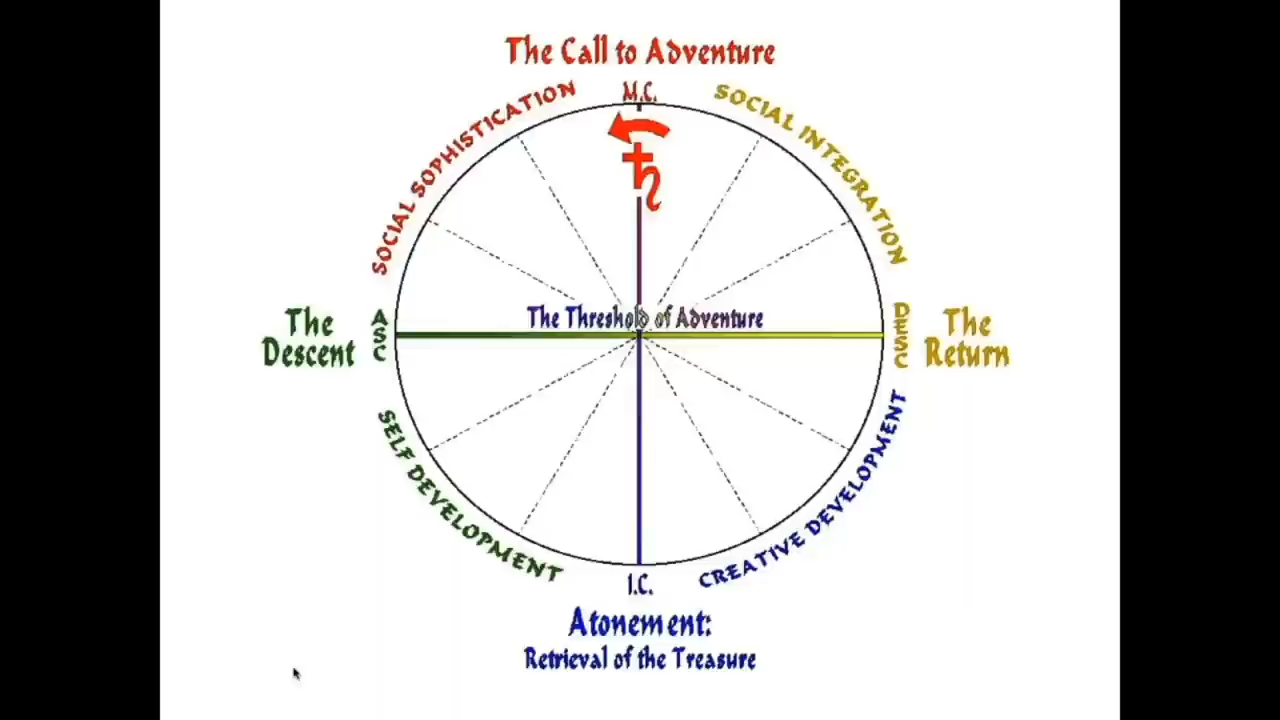 The Call to Adventure
M.C.
SOCIAL SOPHISTICATION
SOCIAL INTEGRATION
The Threshold of Adventure
The
Descent
ASC
DESC
The
Return
SELF DEVELOPMENT
CREATIVE DEVELOPMENT
I.C.
Atonement:
Retrieval of the Treasure